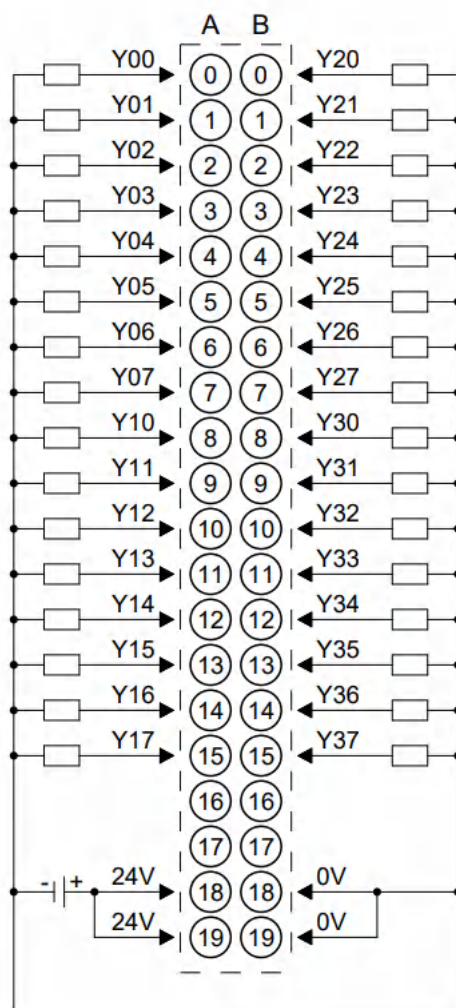 A B
Y00 0 0 Y20
Y01 1 1 Y21
Y02 2 2 Y22
Y03 3 3 Y23
Y04 4 4 Y24
Y05 5 5 Y25
Y06 6 6 Y26
Y07 7 7 Y27
Y10 8 8 Y30
Y11 9 9 Y31
Y12 10 10 Y32
Y13 11 11 Y33
Y14 12 12 Y34
Y15 13 13 Y35
Y16 14 14 Y36
Y17 15 15 Y37
16 16
17 17
- + 24V 18 18 0V
24V 19 19 0V